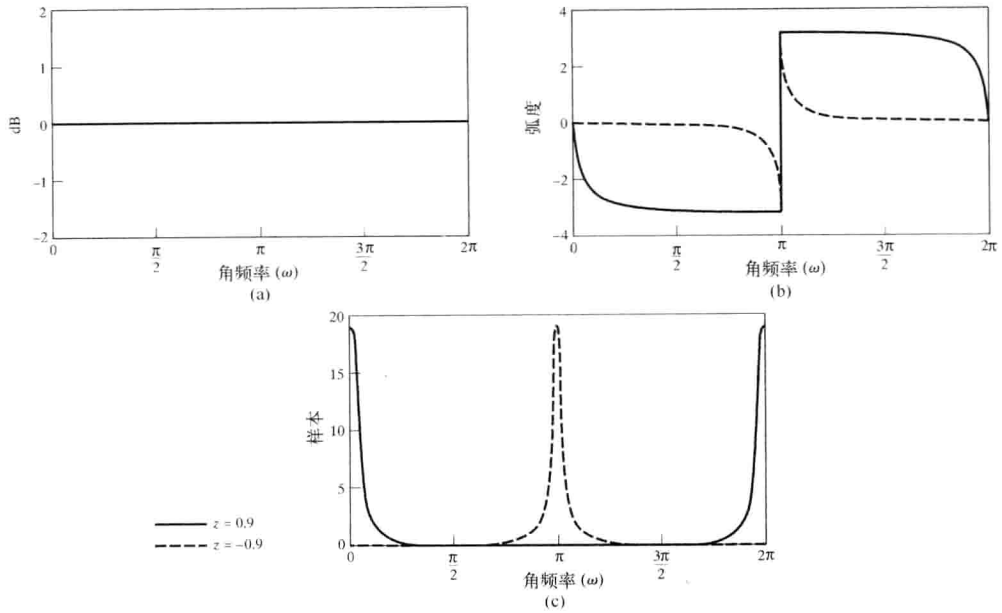 2
1
0
−1
−2
dB
0
π/2
π
3π/2
2π
角频率 (ω)
(a)
4
2
0
−2
−4
弧度
0
π/2
π
3π/2
2π
角频率 (ω)
(b)
20
15
10
5
0
样本
0
π/2
π
3π/2
2π
角频率 (ω)
(c)
z = 0.9
z = −0.9